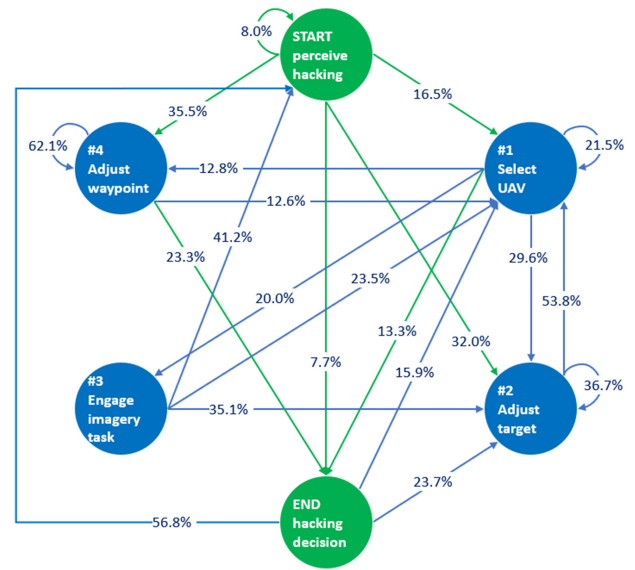 8.0%
START
perceive
hacking
35.5%
16.5%
62.1%
#4
Adjust
waypoint
12.8%
#1
Select
UAV
21.5%
12.6%
23.3%
41.2%
23.5%
29.6%
20.0%
53.8%
13.3%
32.0%
7.7%
15.9%
#3
Engage
imagery
task
35.1%
#2
Adjust
target
36.7%
23.7%
END
hacking
decision
56.8%